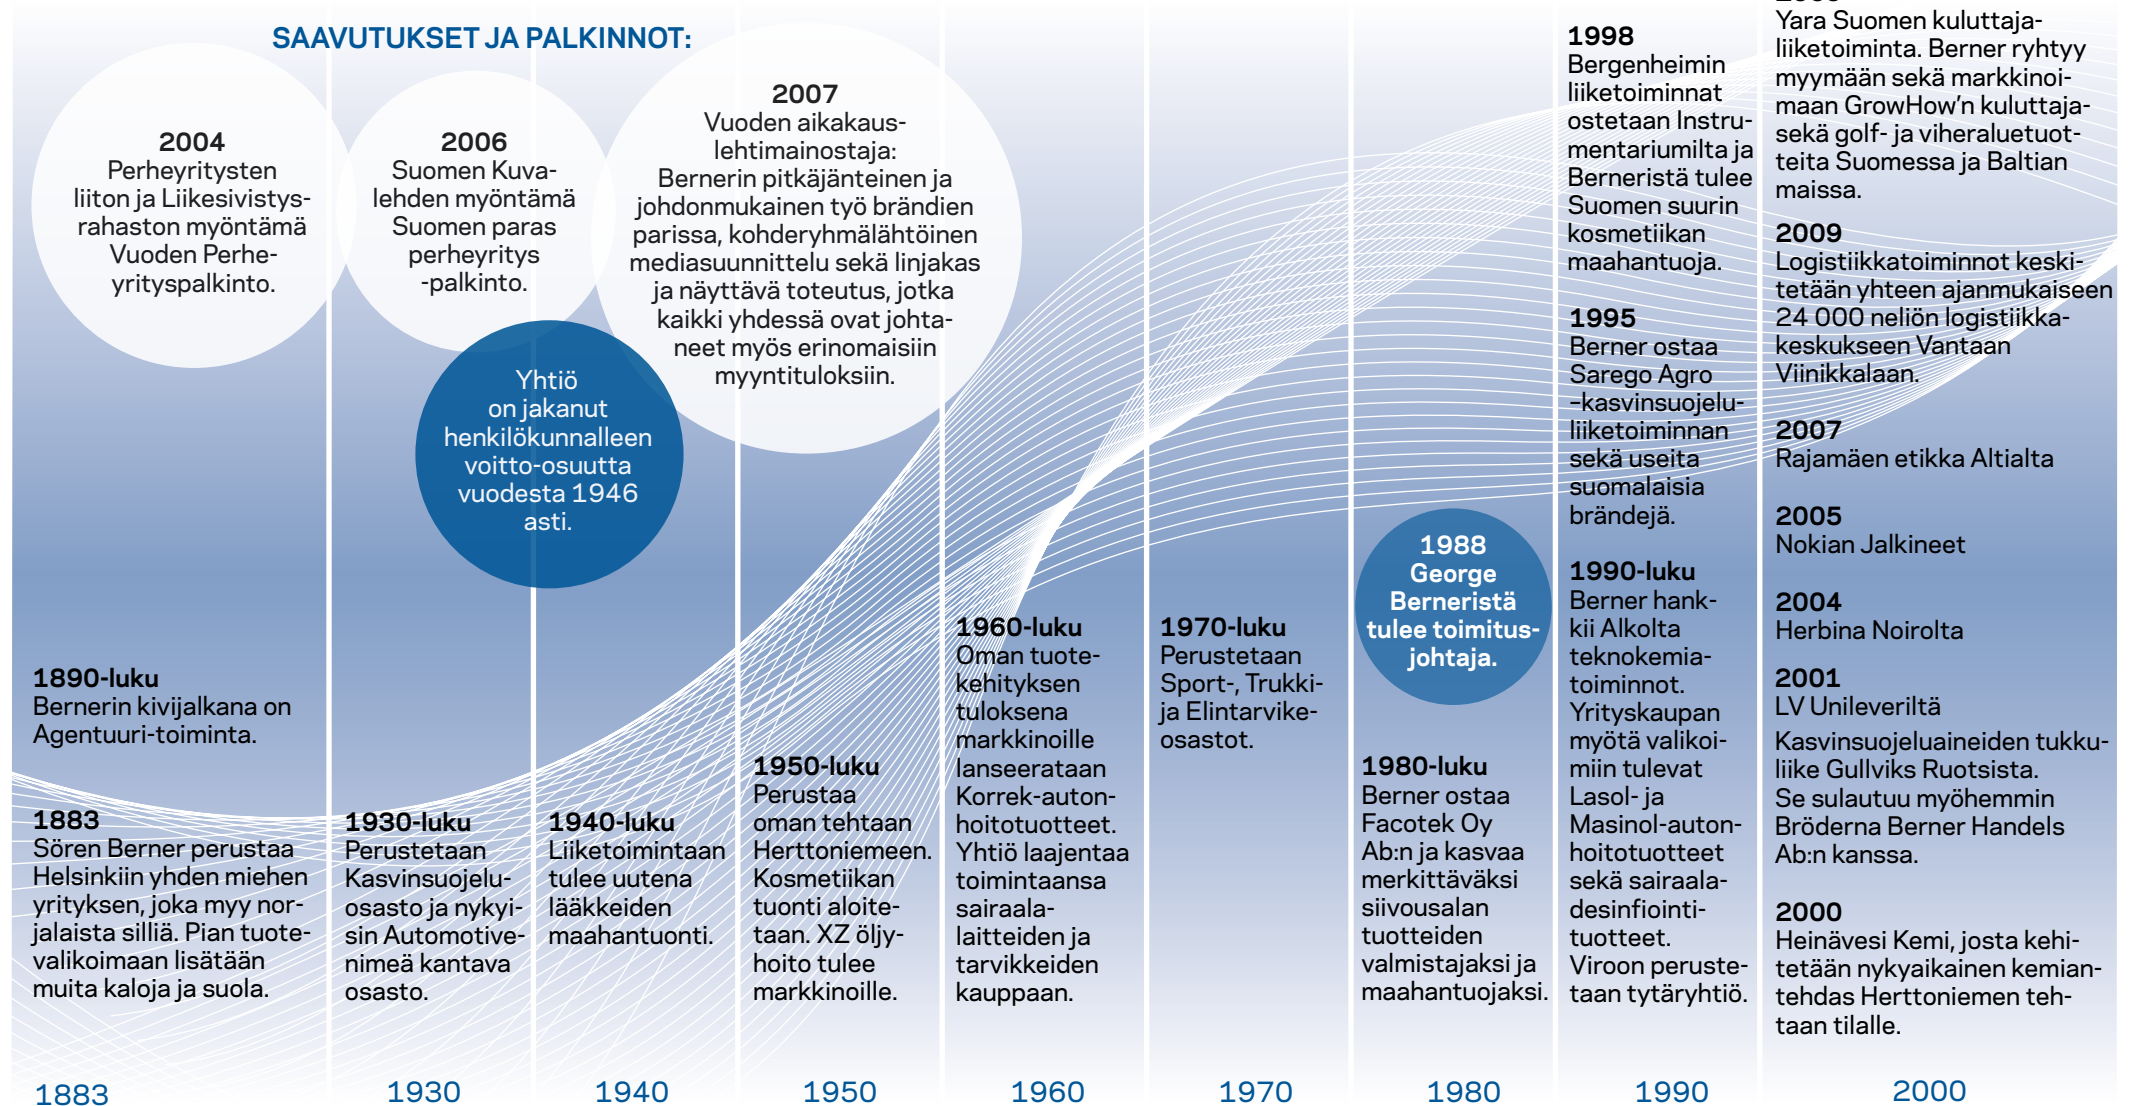 SAAVUTUKSET JA PALKINNOT:
2004
Perheyritysten
liiton ja Liikesivistys-
rahaston myöntämä
Vuoden Perhe-
yrityspalkinto.
2006
Suomen Kuva-
lehden myöntämä
Suomen paras
perheyritys
-palkinto.
2007
Vuoden aikakaus-
lehtimainostaja:
Bernerin pitkäjänteinen ja
johdonmukainen työ brändien
parissa, kohderyhmälähtöinen
mediasuunnittelu sekä linjakas
ja näyttävä toteutus, jotka
kaikki yhdessä ovat johta-
neet myös erinomaisiin
myyntituloksiin.
Yhtiö
on jakanut
henkilökunnalleen
voitto-osuutta
vuodesta 1946
asti.
1890-luku
Bernerin kivijalkana on
Agentuuri-toiminta.
1883
Sören Berner perustaa
Helsinkiin yhden miehen
yrityksen, joka myy nor-
jalaista silliä. Pian tuote-
valikoimaan lisätään
muita kaloja ja suola.
1930-luku
Perustetaan
Kasvinsuojelu-
osasto ja nykyi-
sin Automotive-
nimeä kantava
osasto.
1940-luku
Liiketoimintaan
tulee uutena
lääkkeiden
maahantuonti.
1950-luku
Perustaa
oman tehtaan
Herttoniemeen.
Kosmetiikan
tuonti aloite-
taan. XZ öljy-
hoito tulee
markkinoille.
1960-luku
Oman tuote-
kehityksen
tuloksena
markkinoille
lanseerataan
Korrek-auton-
hoitotuotteet.
Yhtiö laajentaa
toimintaansa
sairaala-
laitteiden ja
tarvikkeiden
kauppaan.
1970-luku
Perustetaan
Sport-, Trukki-
ja Elintarvike-
osastot.
1988
George
Berneristä
tulee toimitus-
johtaja.
1980-luku
Berner ostaa
Facotek Oy
Ab:n ja kasvaa
merkittäväksi
siivousalan
tuotteiden
valmistajaksi ja
maahantuojaksi.
1998
Bergenheimin
liiketoiminnat
ostetaan Instru-
mentariumilta ja
Berneristä tulee
Suomen suurin
kosmetiikan
maahantuoja.
1995
Berner ostaa
Sarego Agro
–kasvinsuojelu-
liiketoiminnan
sekä useita
suomalaisia
brändejä.
1990-luku
Berner hank-
kii Alkolta
teknokemia-
toiminnot.
Yrityskaupan
myötä valikoi-
miin tulevat
Lasol- ja
Masinol-auton-
hoitotuotteet
sekä sairaala-
desinfiointi-
tuotteet.
Viroon peruste-
taan tytäryhtiö.
Yara Suomen kuluttaja-
liiketoiminta. Berner ryhtyy
myymään sekä markkinoi-
maan GrowHow'n kuluttaja-
sekä golf- ja viheraluetuot-
teita Suomessa ja Baltian
maissa.
2009
Logistiikkatoiminnot keski-
tetään yhteen ajanmukaiseen
24 000 neliön logistiikka-
keskukseen Vantaan
Viinikkalaan.
2007
Rajamäen etikka Altialta
2005
Nokian Jalkineet
2004
Herbina Noirolta
2001
LV Unileveriltä
Kasvinsuojeluaineiden tukku-
liike Gullviks Ruotsista.
Se sulautuu myöhemmin
Bröderna Berner Handels
Ab:n kanssa.
2000
Heinävesi Kemi, josta kehi-
tetään nykyaikainen kemian-
tehdas Herttoniemen teh-
taan tilalle.
1883
1930
1940
1950
1960
1970
1980
1990
2000